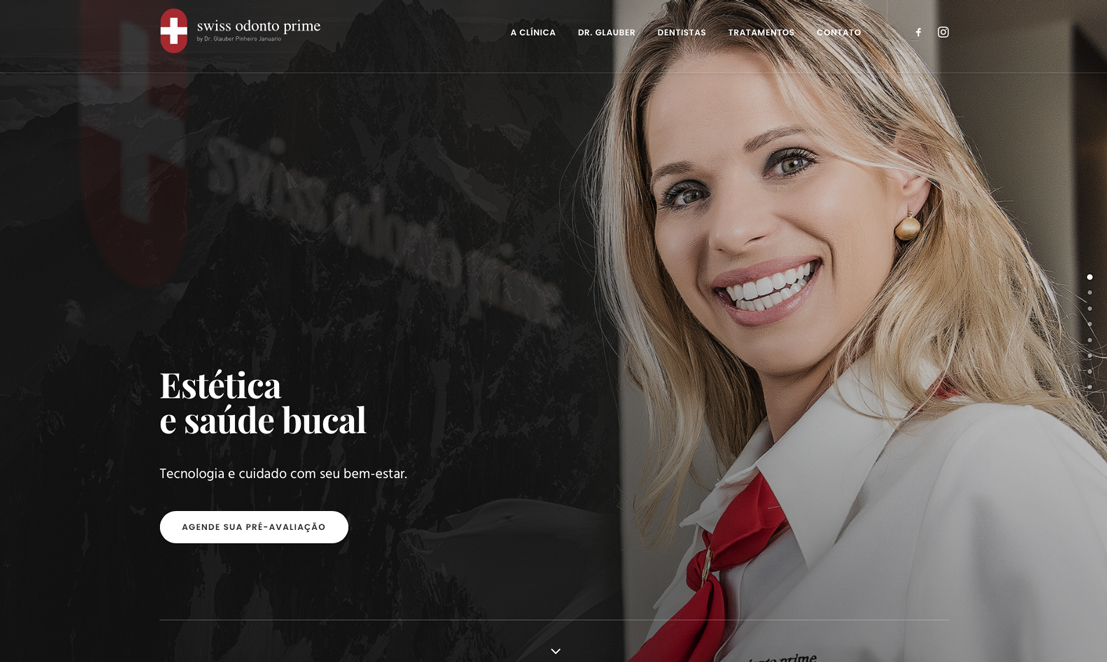 swiss odonto prime
by Dr. Glauber Pinheiro Januario
A CLÍNICA
DR. GLAUBER
DENTISTAS
TRATAMENTOS
CONTATO
swiss odonto prime
Estética
e saúde bucal
Tecnologia e cuidado com seu bem-estar.
AGENDE SUA PRÉ-AVALIAÇÃO
prime